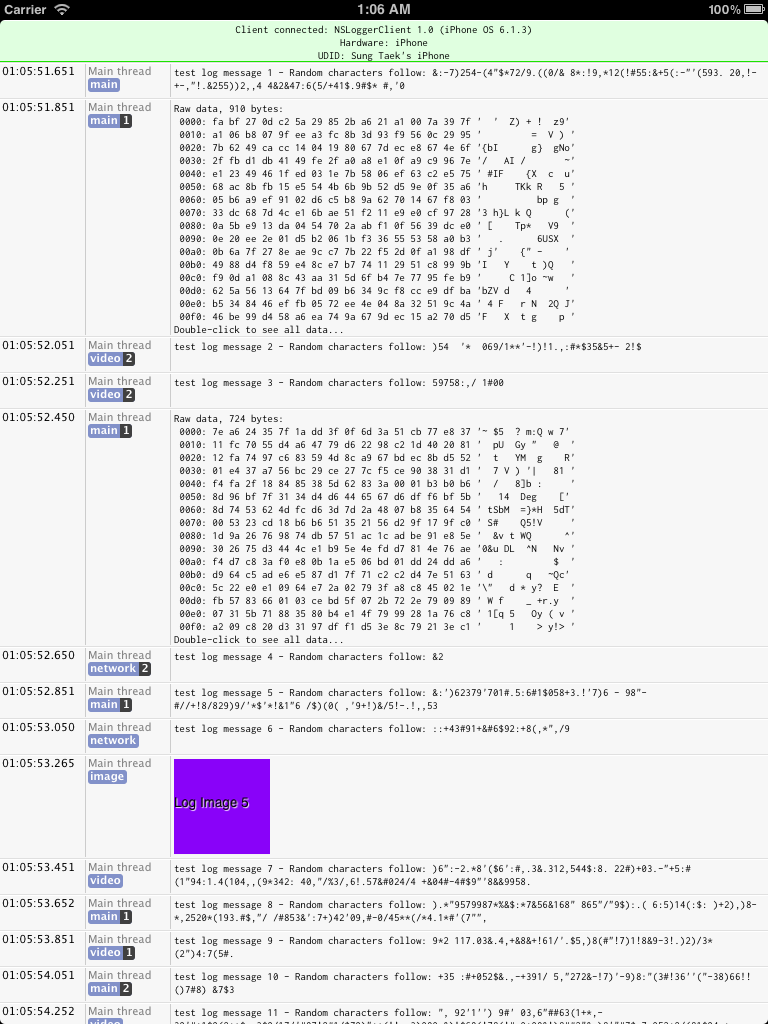 Carrier 1:06 AM 100%
Client connected: NSLoggerClient 1.0 (iPhone OS 6.1.3)
Hardware: iPhone
UDID: Sung Taek's iPhone
01:05:51.651 Main thread test log message 1 - Random characters follow: &:-7)254-(4"$*72/9.((0/& 8*:!9,*12(!#55:&+5(:-"'(593. 20,!-
main +-,"!.&255))2,,4 4&2&47:6(5/+41$.9#$* #,'0
01:05:51.851 Main thread Raw data, 910 bytes:
main 1 0000: fa bf 27 0d c2 5a 29 85 2b a6 21 a1 00 7a 39 7f ' ' Z) + ! z9'
0010: a1 06 b8 07 9f ee a3 fc 8b 3d 93 f9 56 0c 29 95 ' = V ) '
0020: 7b 62 49 ca cc 14 04 19 80 67 7d ec e8 67 4e 6f '{bI g} gNo'
0030: 2f fb d1 db 41 49 fe 2f a0 a8 e1 0f a9 c9 96 7e '/ AI / ~'
0040: e1 23 49 46 1f ed 03 1e 7b 58 06 ef 63 c2 e5 75 ' #IF {X c u'
0050: 68 ac 8b fb 15 e5 54 4b 6b 9b 52 d5 9e 0f 35 a6 'h TKk R 5 '
0060: 05 b6 a9 ef 91 02 d6 c5 b8 9a 62 70 14 67 f8 03 ' bp g '
0070: 33 dc 68 7d 4c e1 6b ae 51 f2 11 e9 e0 cf 97 28 '3 h}L k Q ('
0080: 0a 5b e9 13 da 04 54 70 2a ab f1 0f 56 39 dc e0 ' [ Tp* V9 '
0090: 0e 20 ee 2e 01 d5 b2 06 1b f3 36 55 53 58 a0 b3 ' . 6USX '
00a0: 0b 6a 7f 27 8e ae 9c c7 7b 22 f5 2d 0f a1 98 df ' j' {"- '
00b0: 49 88 d4 f8 59 e4 8c e7 b7 74 11 29 51 c8 99 9b 'I Y t )Q '
00c0: f9 0d a1 08 8c 43 aa 31 5d 6f b4 7e 77 95 fe b9 ' C 1]o ~w '
00d0: 62 5a 56 13 64 7f bd 09 b6 34 9f c8 cc e9 df ba 'bZV d 4 '
00e0: b5 34 84 46 ef fb 05 72 ee 4e 04 8a 32 51 9c 4a ' 4 F r N 2Q J'
00f0: 46 be 99 d4 58 a6 ea 74 9a 67 9d ec 15 a2 70 d5 'F X t g p '
Double-click to see all data...
01:05:52.051 Main thread test log message 2 - Random characters follow: )54 '* 069/1**'-!)!1.,:#*$35&5+- 2!$
video 2
01:05:52.251 Main thread test log message 3 - Random characters follow: 59758:,/ 1#00
video 2
01:05:52.450 Main thread Raw data, 724 bytes:
main 1 0000: 7e a6 24 35 7f 1a dd 3f 0f 6d 3a 51 cb 77 e8 37 '~ $5 ? m:Q w 7'
0010: 11 fc 70 55 d4 a6 47 79 d6 22 98 c2 1d 40 20 81 ' pU Gy " @ '
0020: 12 fa 74 97 c6 83 59 4d 8c a9 67 bd ec 8b d5 52 ' t YM g R'
0030: 01 e4 37 a7 56 bc 29 ce 27 7c f5 ce 90 38 31 d1 ' 7 V ) '| 81 '
0040: f4 fa 2f 18 84 85 38 5d 62 83 3a 00 01 b3 b0 b6 ' / 8]b : '
0050: 8d 96 bf 7f 31 34 d4 d6 44 65 67 d6 df f6 bf 5b ' 14 Deg ['
0060: 8d 74 53 62 4d fc d6 3d 7d 2a 48 07 b8 35 64 54 ' tSbM =}*H 5dT'
0070: 00 53 23 cd 18 b6 b6 51 35 21 56 d2 9f 17 9f c0 ' S# Q5!V '
0080: 1d 9a 26 76 98 74 db 57 51 ac 1c ad be 91 e8 5e ' &v t WQ ^'
0090: 30 26 75 d3 44 4c e1 b9 5e 4e fd d7 81 4e 76 ae '0&u DL ^N Nv '
00a0: f4 d7 c8 3a f0 e8 0b 1a e5 06 bd 01 dd 24 dd a6 ' : $ '
00b0: d9 64 c5 ad e6 e5 87 d1 7f 71 c2 c2 d4 7e 51 63 ' d q ~Qc'
00c0: 5c 22 e0 e1 09 64 e7 2a 02 79 3f a8 c8 45 02 1e '\" d * y? E '
00d0: fb 57 83 66 01 03 ce bd 5f 07 2b 72 2e 79 09 89 ' W f _ +r.y '
00e0: 07 31 5b 71 88 35 80 b4 e1 4f 79 99 28 1a 76 c8 ' 1[q 5 Oy ( v '
00f0: a2 09 c8 20 d3 31 97 df f1 d5 3e 8c 79 21 3e c1 ' 1 > y!> '
Double-click to see all data...
01:05:52.650 Main thread test log message 4 - Random characters follow: &2
network 2
01:05:52.851 Main thread test log message 5 - Random characters follow: &:')62379'701#.5:6#1$058+3.!'7)6 - 98"-
main 1 #//+!8/829)9/'*$'*!&1"6 /$)(0( ,'9+!)&/5!-.!,,53
01:05:53.050 Main thread test log message 6 - Random characters follow: ::+43#91+&#6$92:+8(,*",/9
network
01:05:53.265 Main thread
image
Log Image 5
01:05:53.451 Main thread test log message 7 - Random characters follow: )6":-2.*8'($6':#,.3&.312,544$:8. 22#)+03.-"+5:#
video (1"94:1.4(104,,(9*342: 40,"/%3/,6!.57&#024/4 +&04#-4#$9"'8&&9958.
01:05:53.652 Main thread test log message 8 - Random characters follow: ).*"9579987*%&$:*7&56&168" 865"/"9$):.( 6:5)14(:$: )+2),)8-
main 1 *,2520*(193.#$,"/ /#853&':7+)42'09,#-0/45**(/*4.1*#'(7"",
01:05:53.851 Main thread test log message 9 - Random characters follow: 9*2 117.03&.4,+&8&+!61/'.$5,)8(#"!7)1!8&9-3!.)2)/3*
video 1 (2")4:7(5#.
01:05:54.051 Main thread test log message 10 - Random characters follow: +35 :#+052$&.,-+391/ 5,"272&-!7)'-9)8:"(3#!36''("-38)66!!
main 2 ()7#8) &7$3
01:05:54.252 Main thread test log message 11 - Random characters follow: ", 92'1'') 9#' 03,6"##63(1+*,-
video